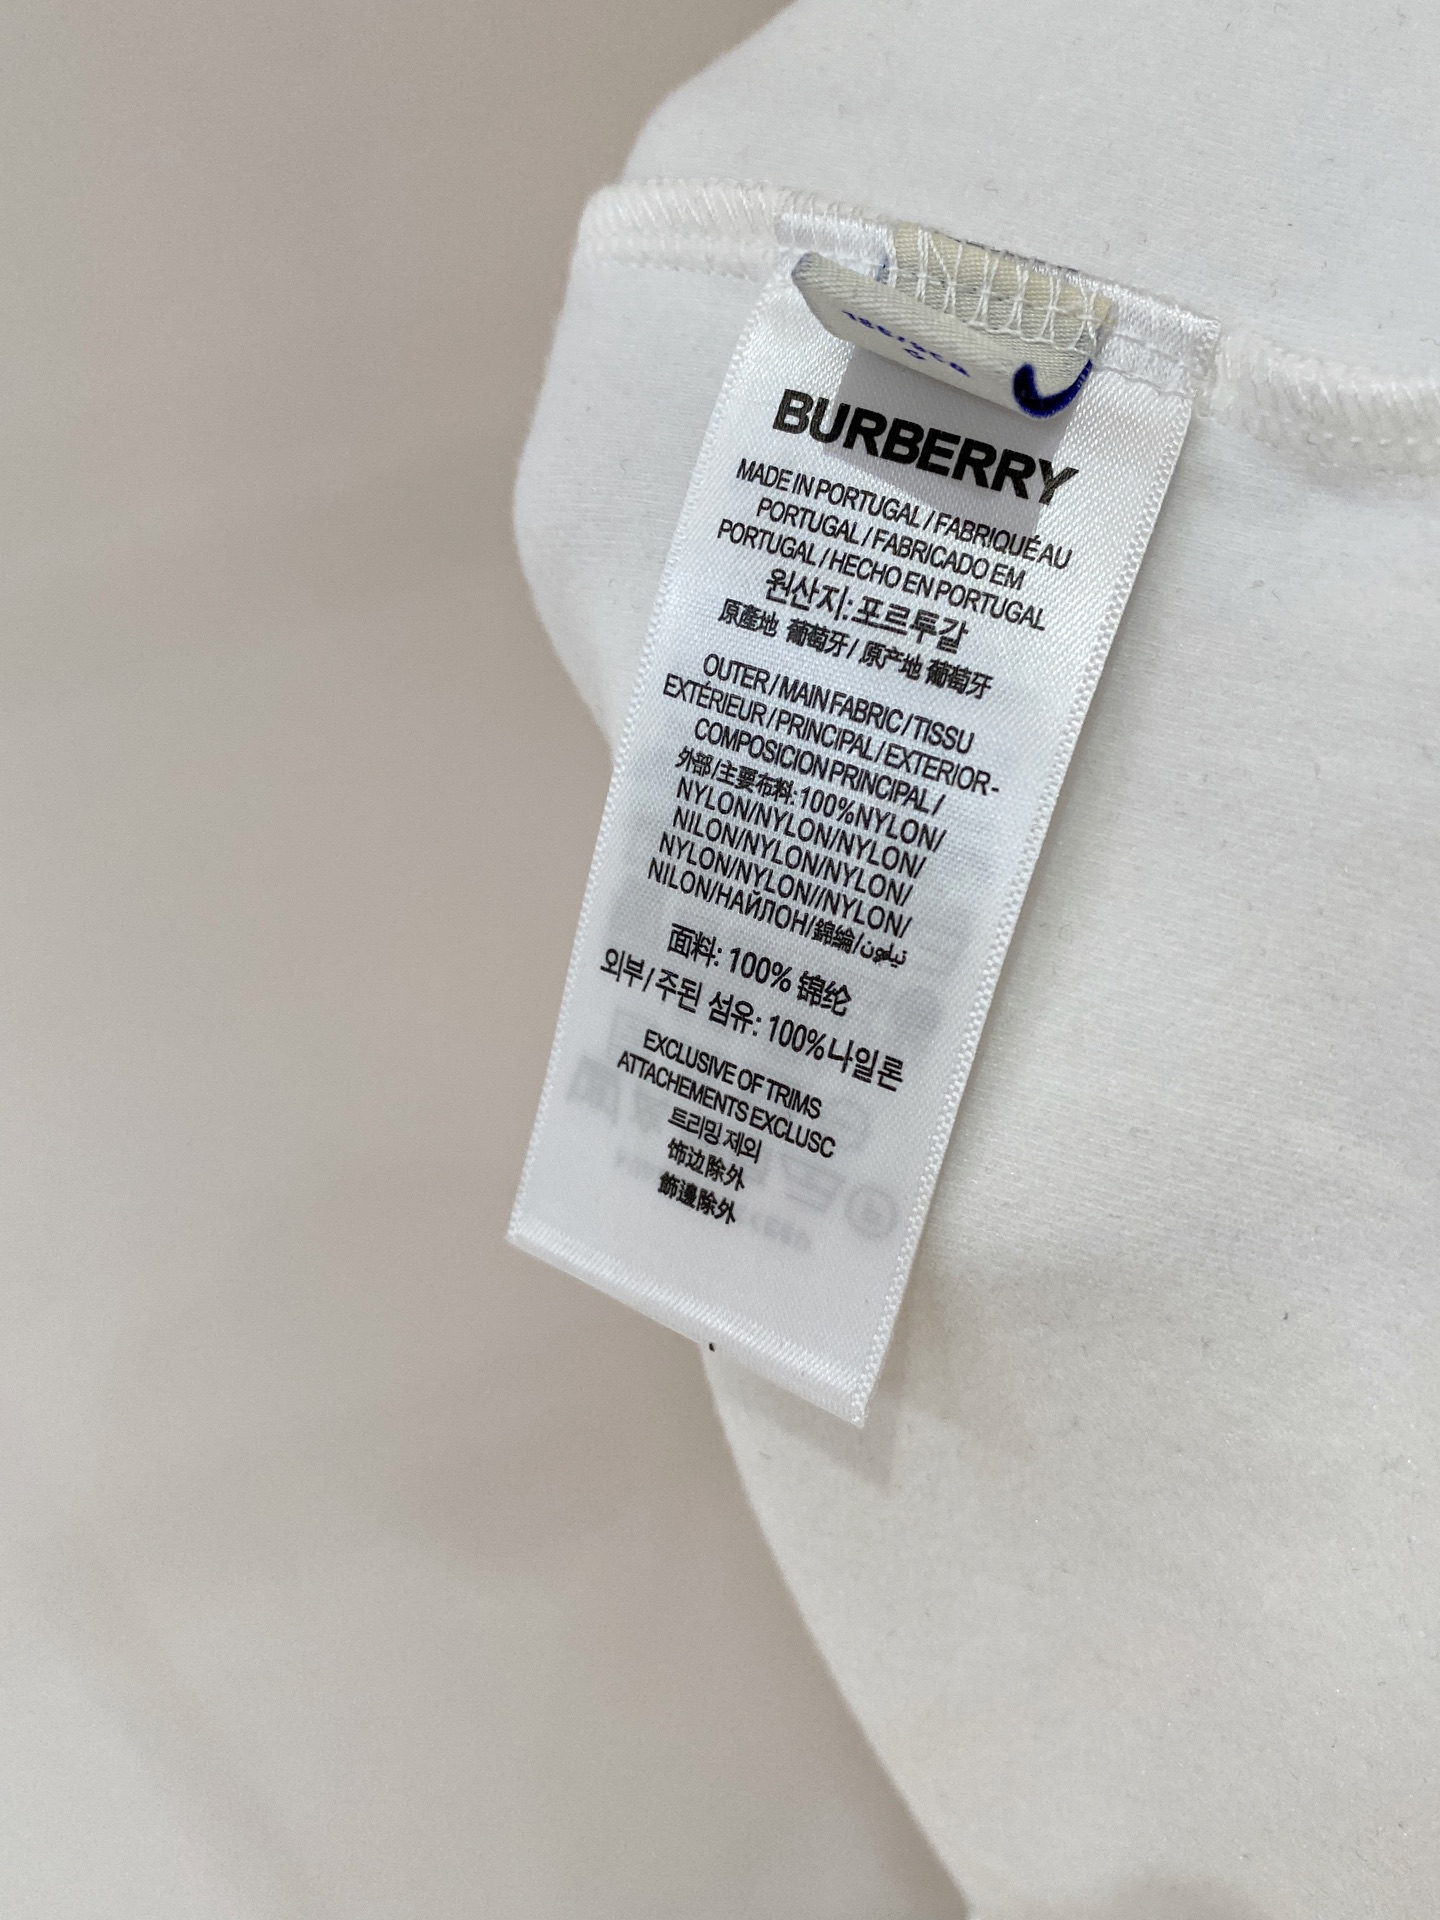 BURBERRY
MADE IN PORTUGAL / FABRIQUÉ AU
PORTUGAL / FABRICADO EM
PORTUGAL / HECHO EN PORTUGAL
원산지: 포르투갈
原產地 葡萄牙 / 原产地 葡萄牙
OUTER / MAIN FABRIC / TISSU
EXTÉRIEUR / PRINCIPAL / EXTERIOR-
COMPOSICION PRINCIPAL /
外部/主要布料:100%NYLON/
NYLON/NYLON/NYLON/
NILON/NYLON/NYLON/
NYLON/NYLON//NYLON/
NILON/НАЙЛОН/錦綸/نيلون
面料: 100% 锦纶
외부 / 주된 섬유: 100%나일론
EXCLUSIVE OF TRIMS
ATTACHEMENTS EXCLUSC
트리밍 제외
饰边除外
飾邊除外